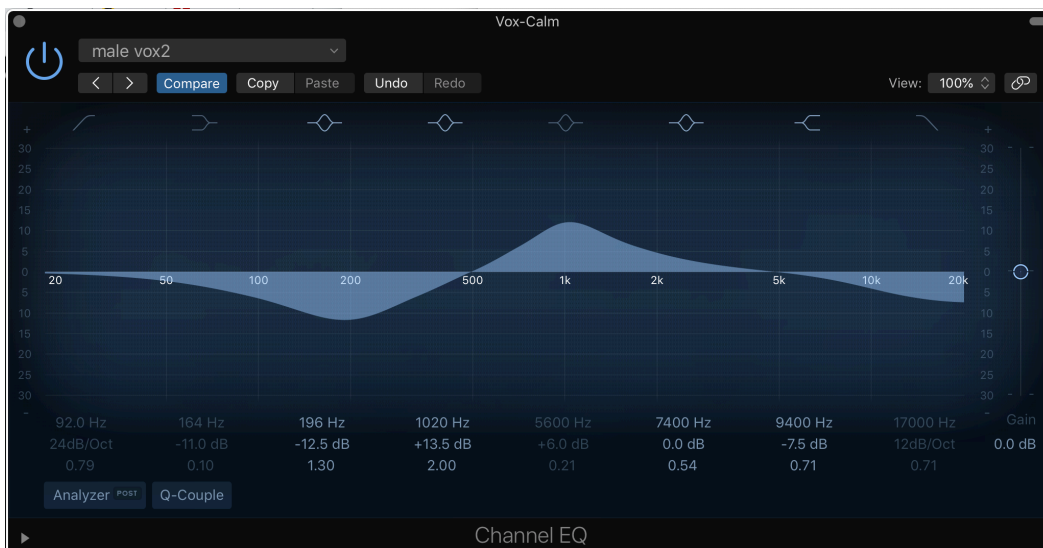 Vox-Calm
male vox2
Compare Copy Paste Undo Redo View: 100%
+ +
30 30
25 25
20 20
15 15
10 10
5 5
0 20 50 100 200 500 1k 2k 5k 10k 20k 0
5 5
10 10
15 15
20 20
25 25
30 30
- -
92.0 Hz 164 Hz 196 Hz 1020 Hz 5600 Hz 7400 Hz 9400 Hz 17000 Hz Gain
24dB/Oct -11.0 dB -12.5 dB +13.5 dB +6.0 dB 0.0 dB -7.5 dB 12dB/Oct 0.0 dB
0.79 0.10 1.30 2.00 0.21 0.54 0.71 0.71
Analyzer POST Q-Couple
Channel EQ